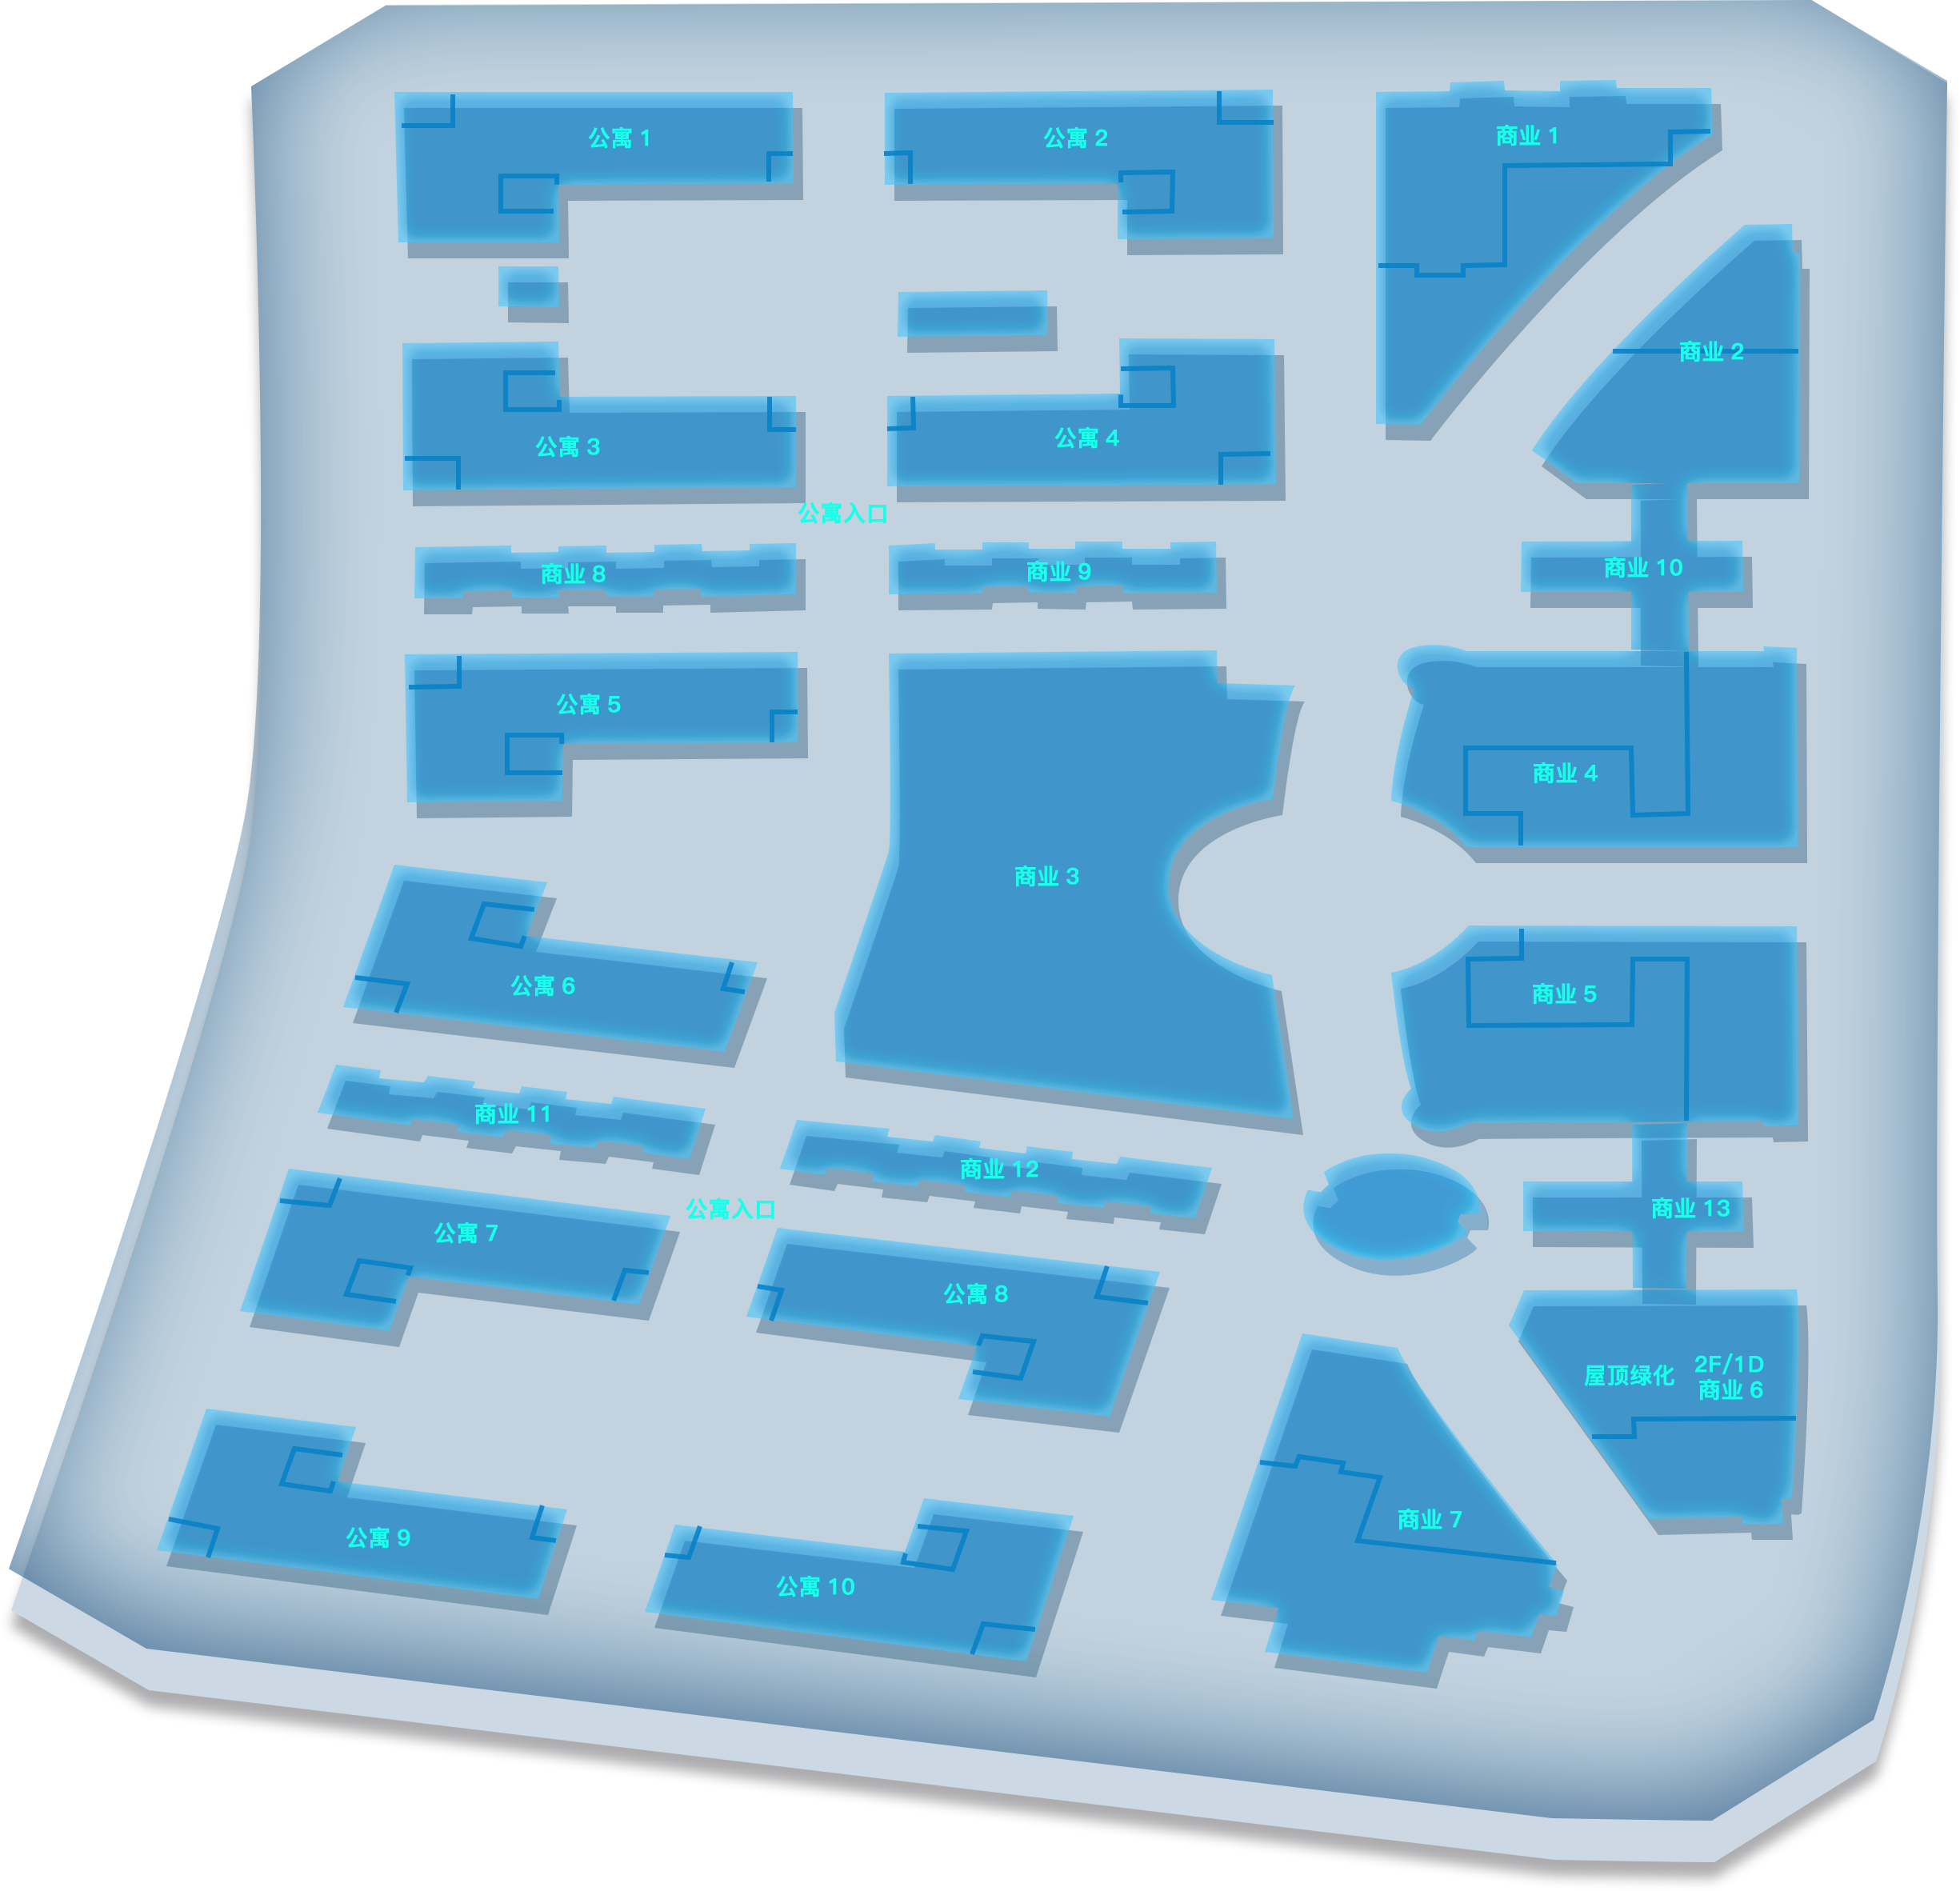 公寓 1
公寓 2
商业 1
商业 2
公寓 3
公寓 4
公寓入口
商业 8
商业 9
商业 10
公寓 5
商业 4
商业 3
公寓 6
商业 5
商业 11
商业 12
公寓入口
商业 13
公寓 7
公寓 8
屋顶绿化
2F/1D
商业 6
商业 7
公寓 9
公寓 10